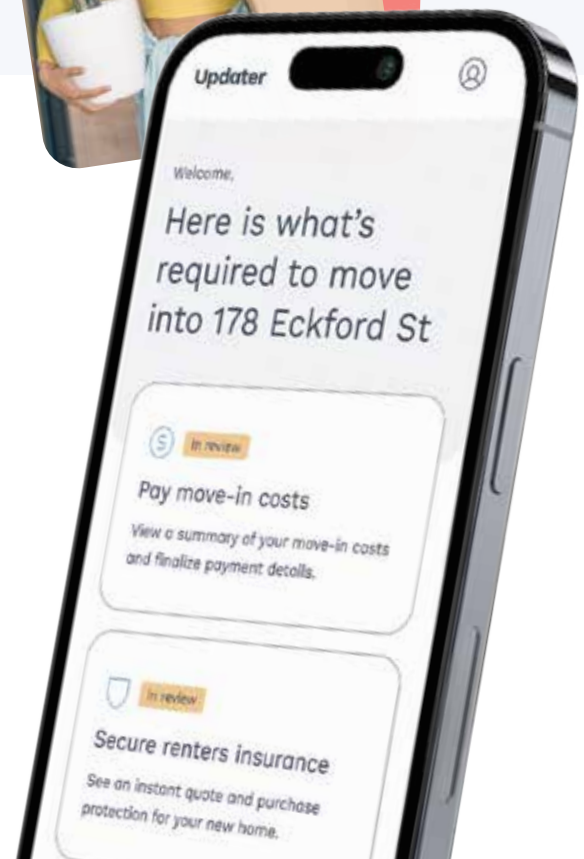 Updater
Welcome,
Here is what's
required to move
into 178 Eckford St
In review
Pay move-in costs
View a summary of your move-in costs
and finalize payment details.
In review
Secure renters insurance
See an instant quote and purchase
protection for your new home.